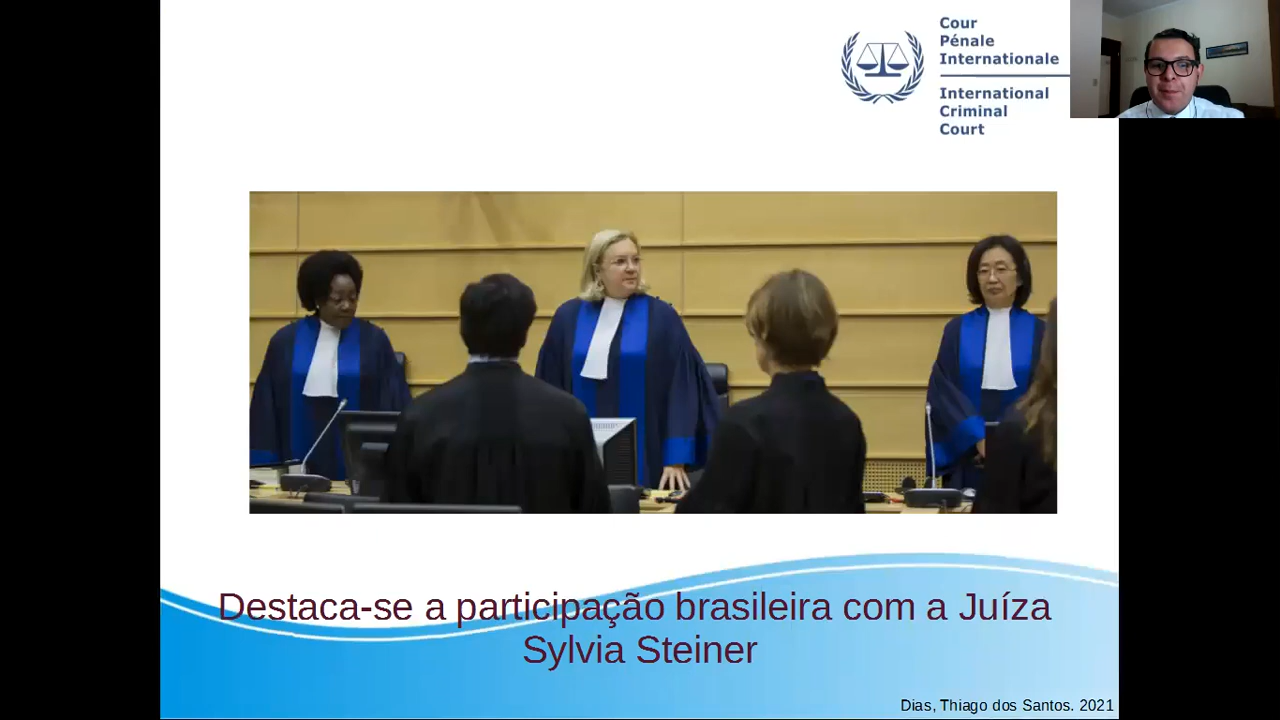 Cour
Pénale
Internationale
International
Criminal
Court
Destaca-se a participação brasileira com a Juíza
Sylvia Steiner
Dias, Thiago dos Santos. 2021